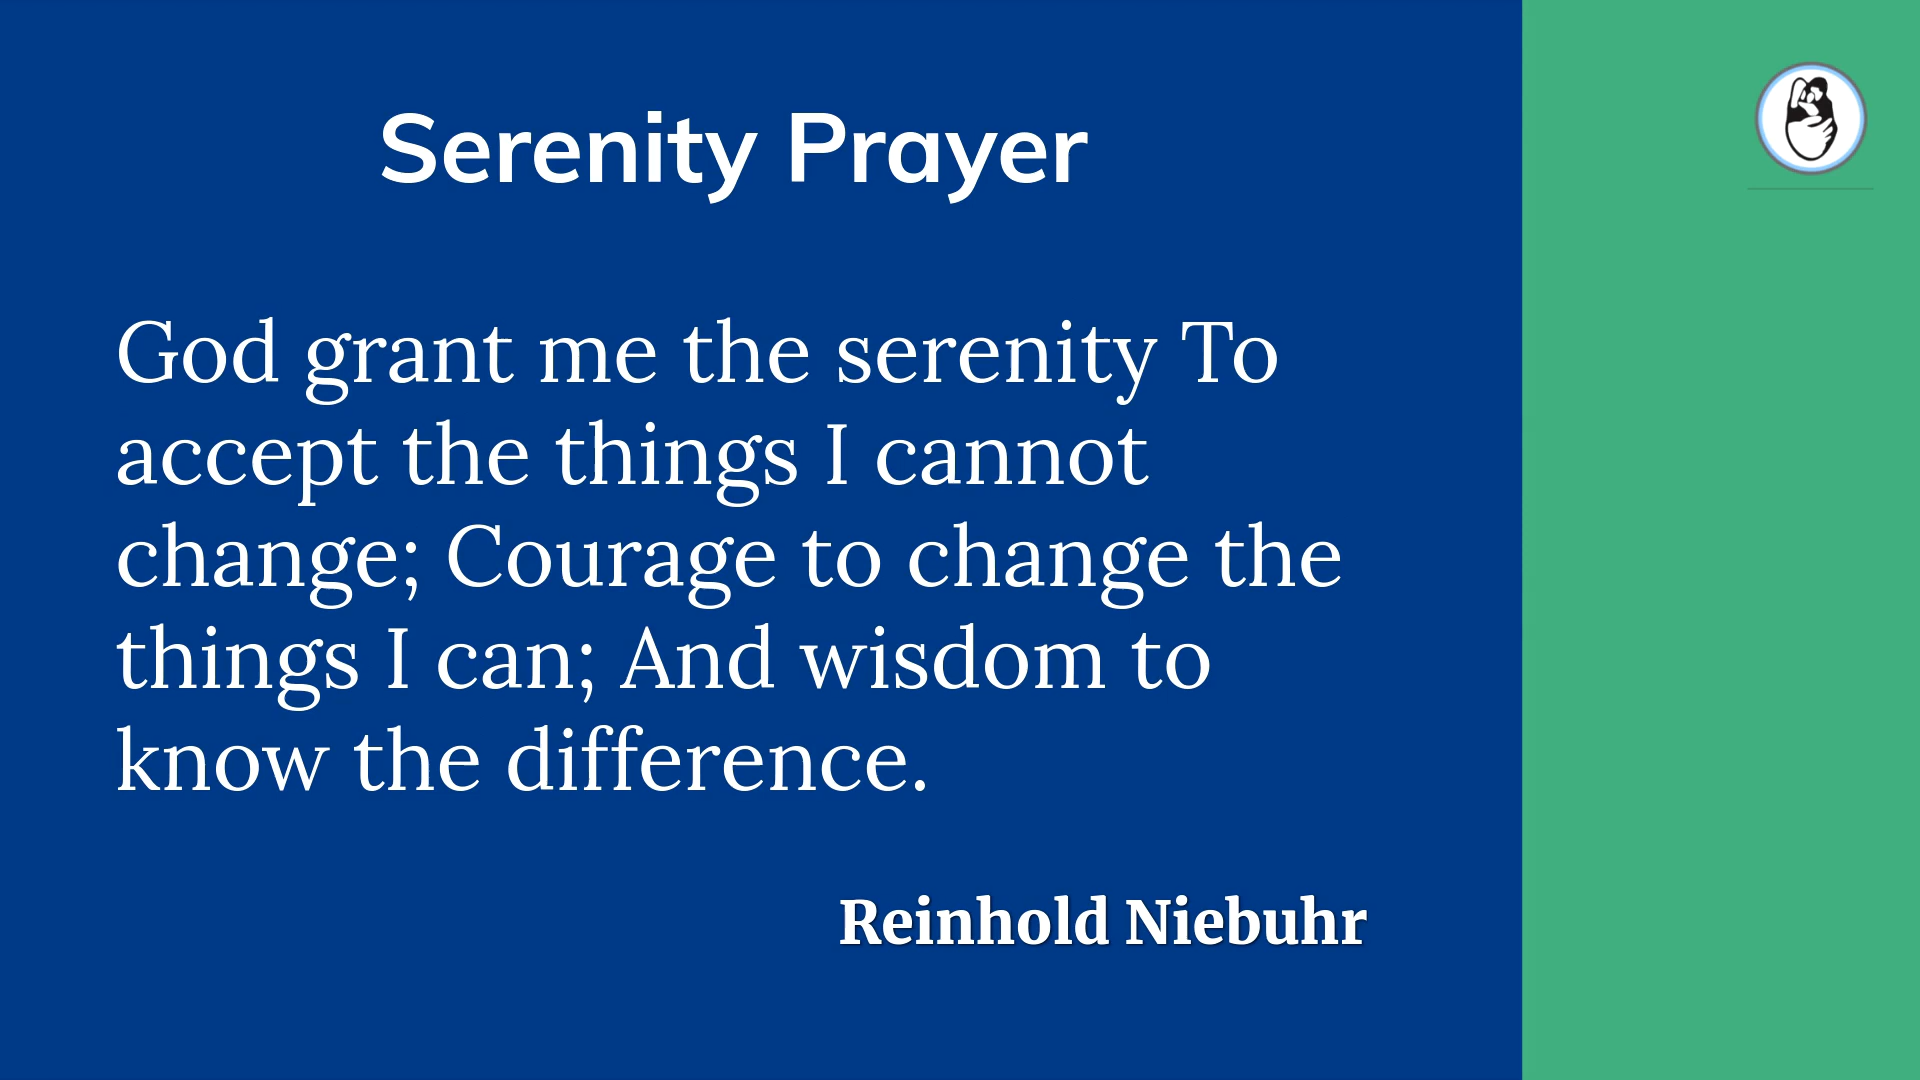 Serenity Prayer
God grant me the serenity To
accept the things I cannot
change; Courage to change the
things I can; And wisdom to
know the difference.
Reinhold Niebuhr